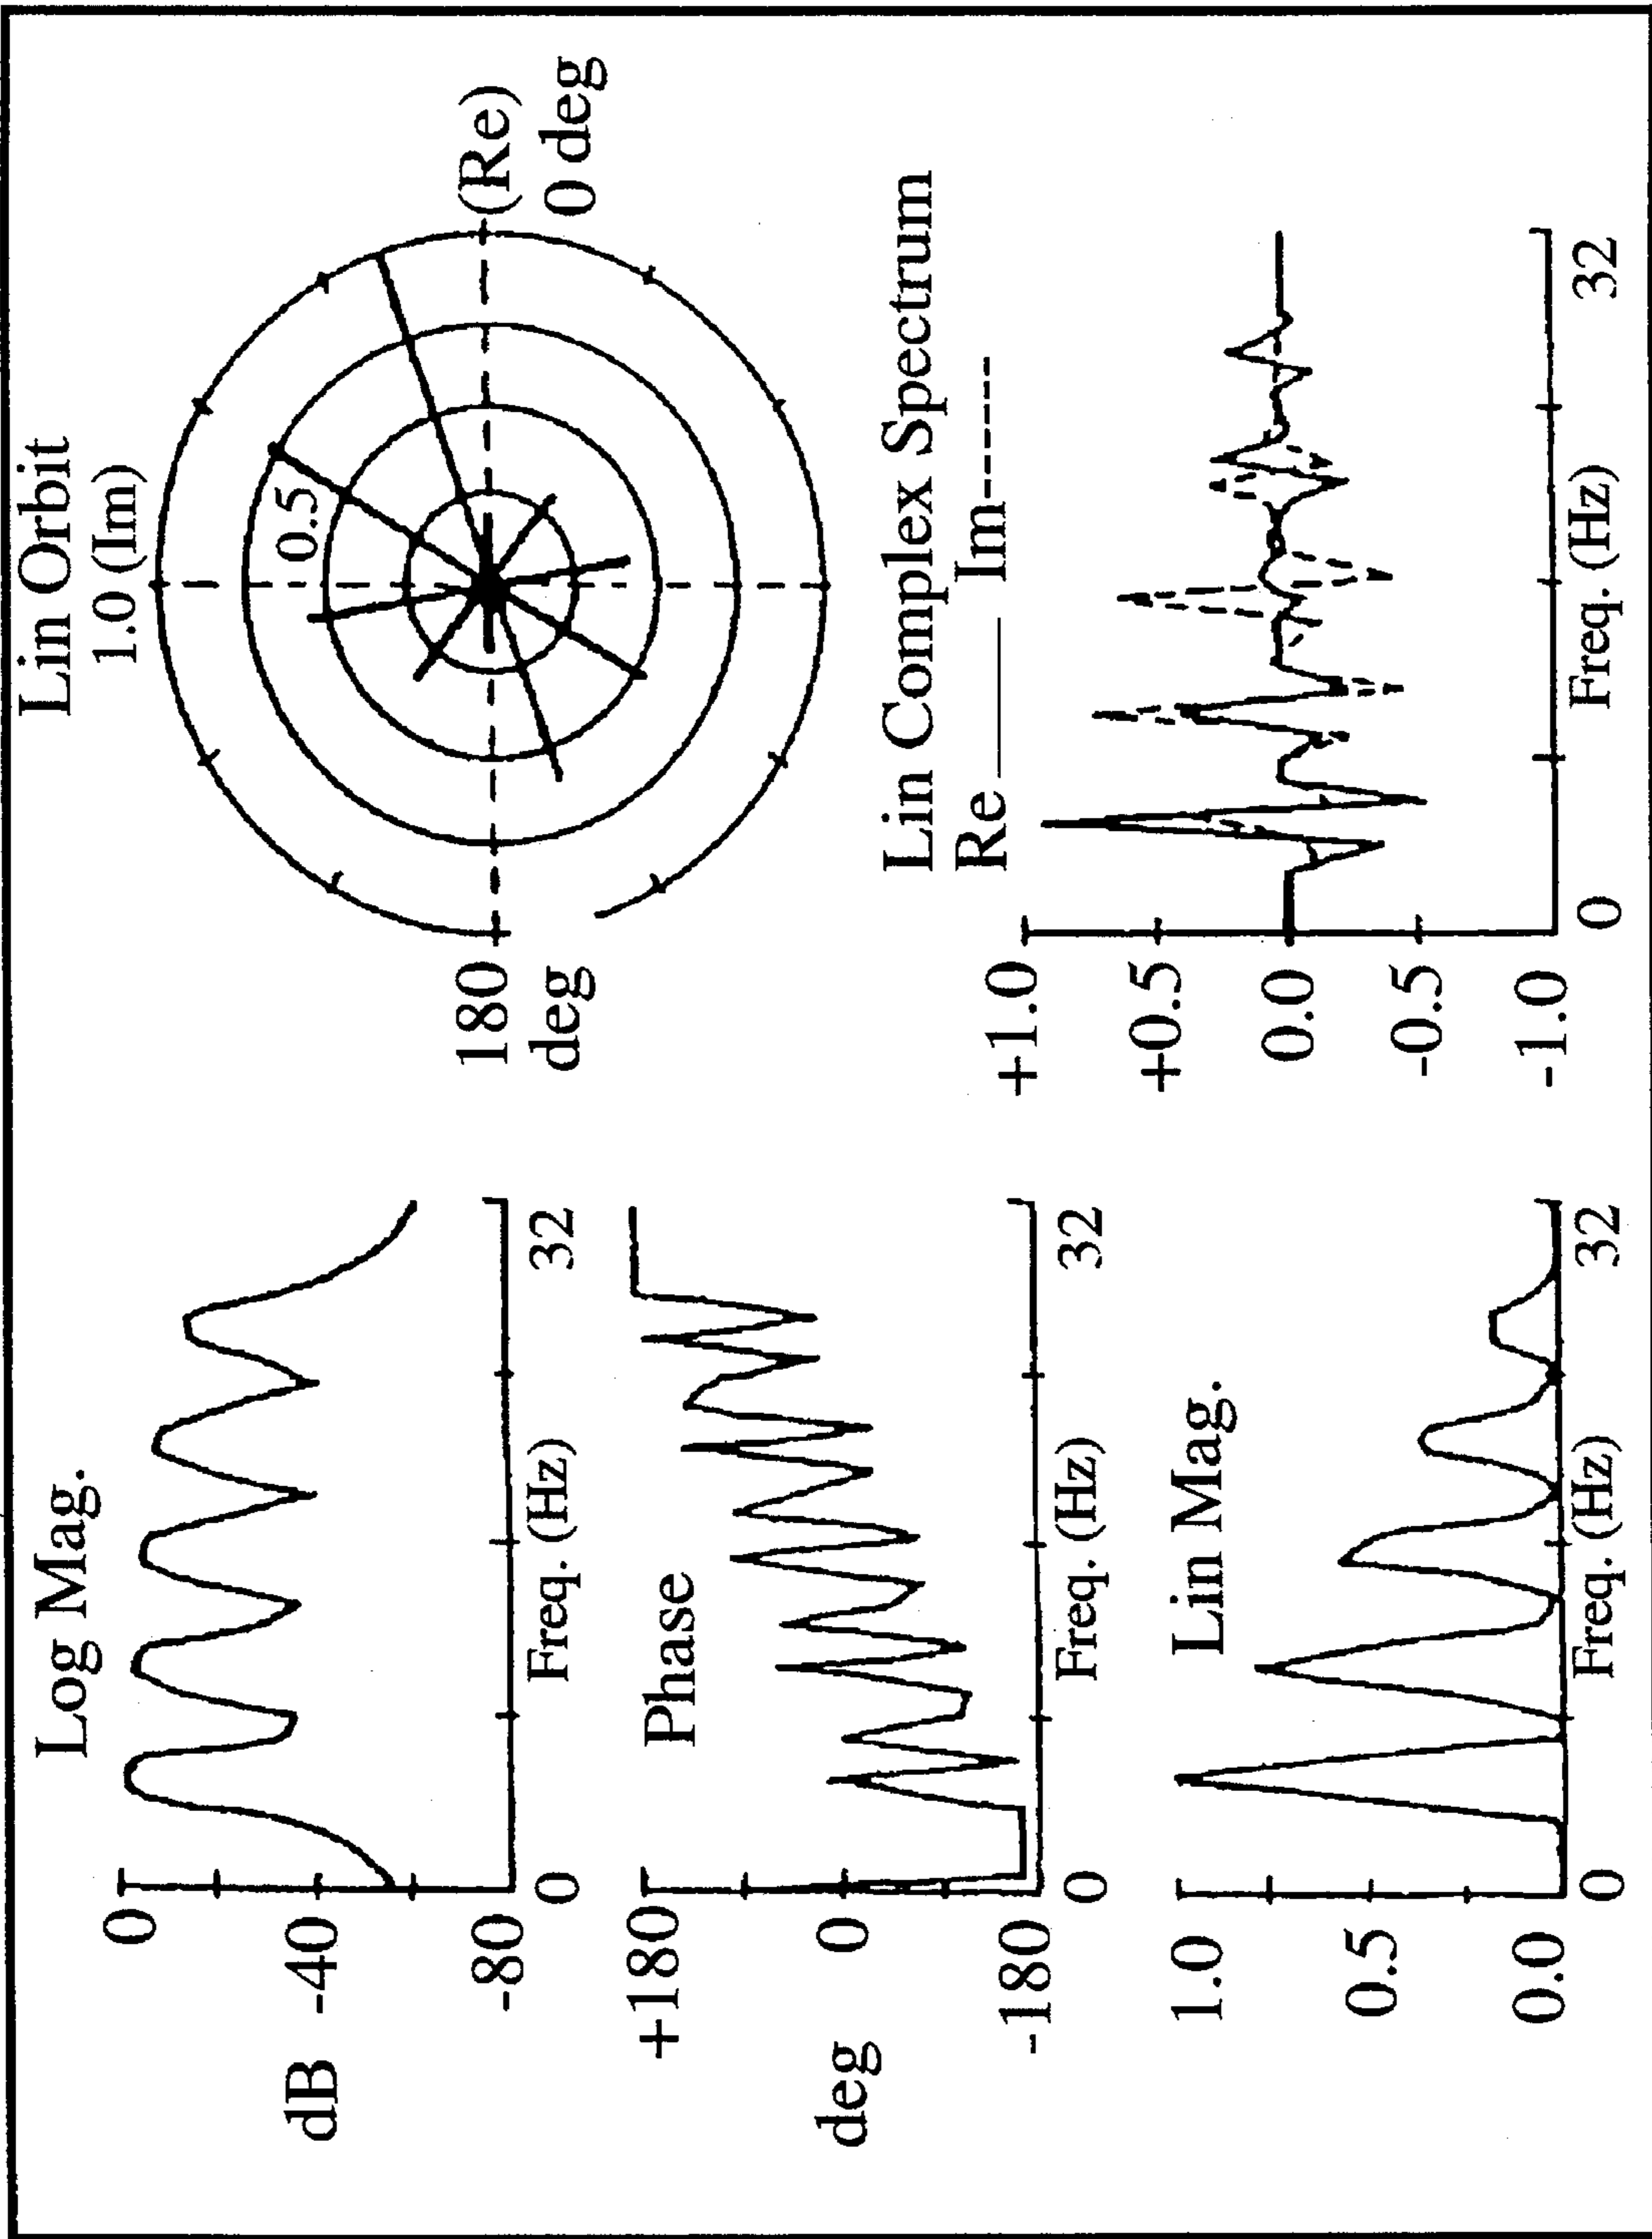 Log Mag.
0
dB -40
-80
0
32
Freq. (Hz)
Phase
+180
deg
0
-180
0
32
Freq. (Hz)
Lin Mag.
1.0
0.5
0.0
0
32
Freq. (Hz)
Lin Orbit
1.0 (Im)
0.5
180
deg
(Re)
0 deg
Lin Complex Spectrum
Re —— Im-------
+1.0
+0.5
0.0
-0.5
-1.0
0
32
Freq. (Hz)